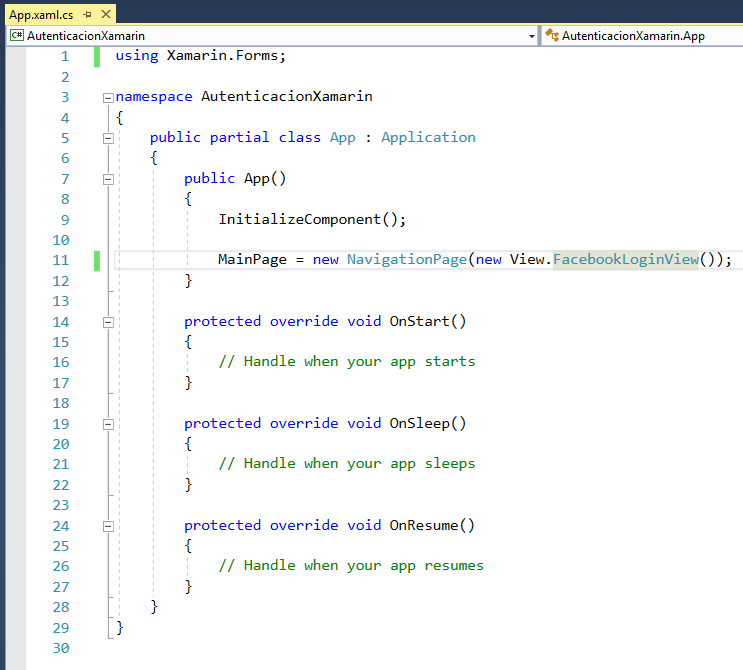 App.xaml.cs
C# AutenticacionXamarin AutenticacionXamarin.App
1 using Xamarin.Forms;
2
3 namespace AutenticacionXamarin
4 {
5 public partial class App : Application
6 {
7 public App()
8 {
9 InitializeComponent();
10
11 MainPage = new NavigationPage(new View.FacebookLoginView());
12 }
13
14 protected override void OnStart()
15 {
16 // Handle when your app starts
17 }
18
19 protected override void OnSleep()
20 {
21 // Handle when your app sleeps
22 }
23
24 protected override void OnResume()
25 {
26 // Handle when your app resumes
27 }
28 }
29 }
30